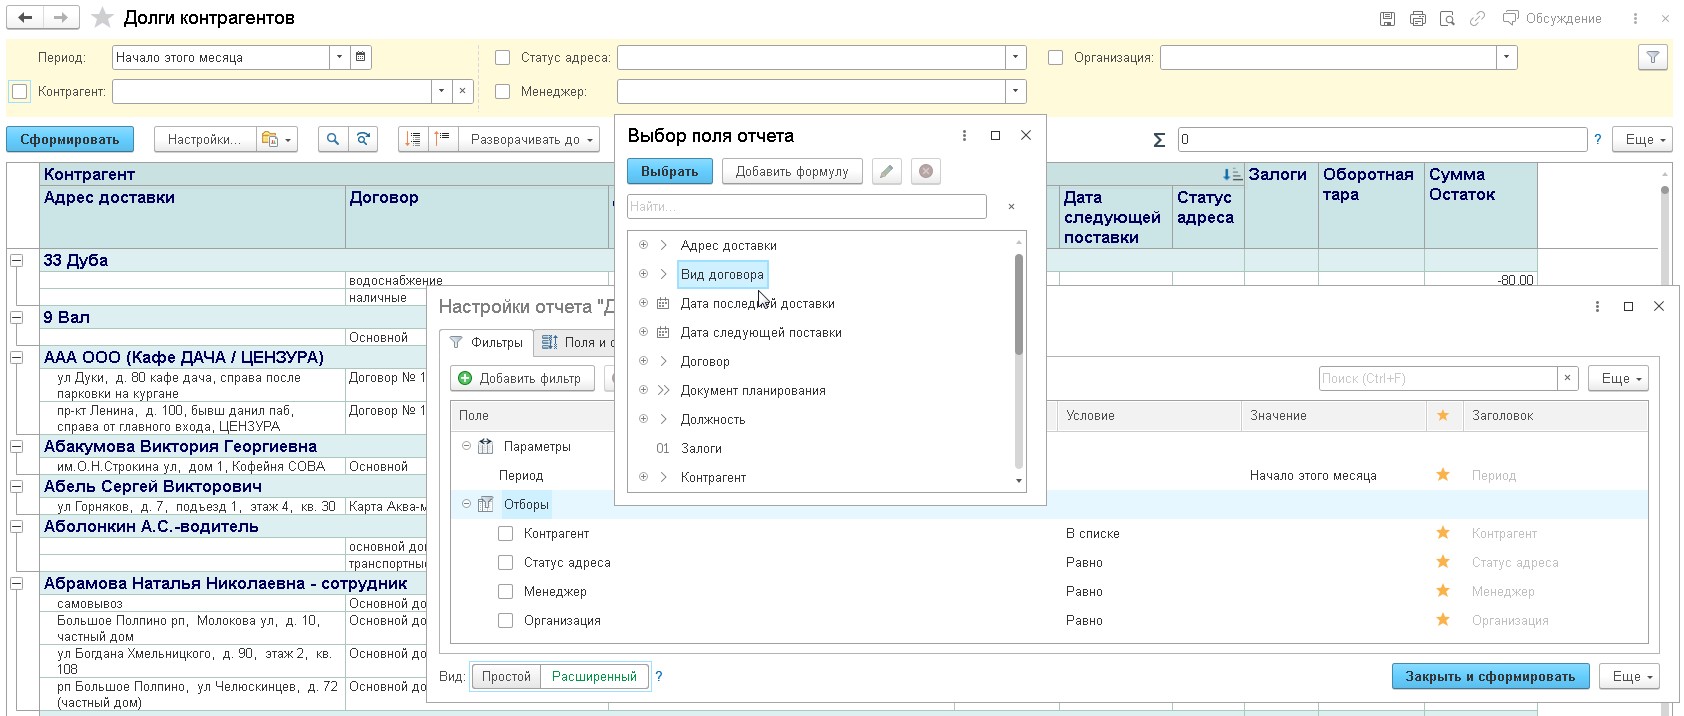 Долги контрагентов
Обсуждение
Период: Начало этого месяца
Статус адреса:
Организация:
Контрагент:
Менеджер:
Сформировать
Настройки...
Разворачивать до
Σ 0 ?
Еще
Контрагент
Залоги
Оборотная тара
Сумма Остаток
Адрес доставки
Договор
Дата следующей поставки
Статус адреса
33 Дуба
водоснабжение
-80.00
наличные
9 Вал
Основной
ААА ООО (Кафе ДАЧА / ЦЕНЗУРА)
ул Дуки, д. 80 кафе дача, справа после
парковки на кургане
Договор № 1
пр-кт Ленина, д. 100, бывш данил паб,
справа от главного входа, ЦЕНЗУРА
Договор № 1
Абакумова Виктория Георгиевна
им.О.Н.Строкина ул, дом 1, Кофейня СОВА
Основной
Абель Сергей Викторович
ул Горняков, д. 7, подъезд 1, этаж 4, кв. 30
Карта Аква-м
Аболонкин А.С.-водитель
основной до
транспортные
Абрамова Наталья Николаевна - сотрудник
самовывоз
Основной до
Большое Полпино рп, Молокова ул, д. 10,
частный дом
Основной до
ул Богдана Хмельницкого, д. 90, этаж 2, кв.
108
Основной до
рп Большое Полпино, ул Челюскинцев, д. 72
(частный дом)
Основной до
Выбор поля отчета
Выбрать
Добавить формулу
Найти...
Адрес доставки
Вид договора
Дата последней доставки
Дата следующей поставки
Договор
Документ планирования
Должность
01 Залоги
Контрагент
Настройки отчета "Д
Фильтры
Поля и с
Добавить фильтр
Поиск (Ctrl+F)
Еще
Поле
Условие
Значение
Заголовок
Параметры
Период
Начало этого месяца
Период
Отборы
Контрагент
В списке
Контрагент
Статус адреса
Равно
Статус адреса
Менеджер
Равно
Менеджер
Организация
Равно
Организация
Вид:
Простой
Расширенный
?
Закрыть и сформировать
Еще